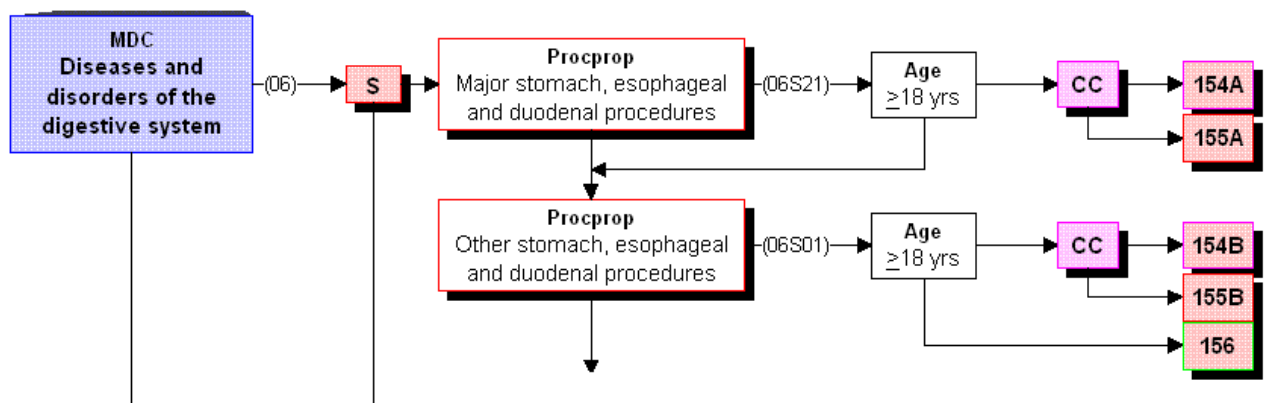 MDC
Diseases and
disorders of the
digestive system
(06)
S
Procprop
Major stomach, esophageal
and duodenal procedures
(06S21)
Age
≥18 yrs
CC
154A
155A
Procprop
Other stomach, esophageal
and duodenal procedures
(06S01)
Age
≥18 yrs
CC
154B
155B
156